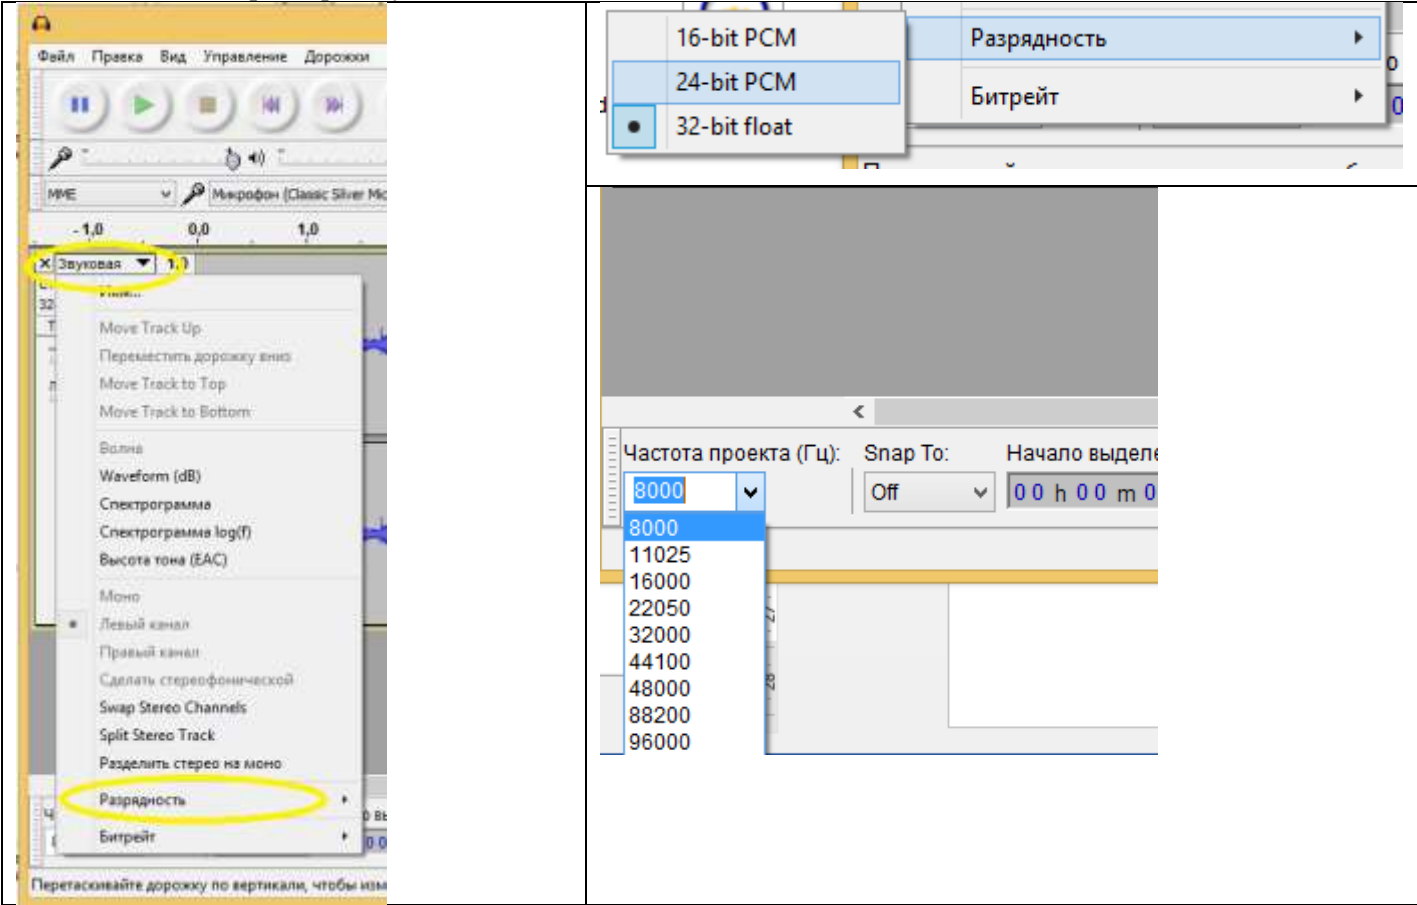 Файл Правка Вид Управление Дорожки
MME Микрофон (Classic Silver Mic
-1,0 0,0 1,0
Звуковая
Move Track Up
Переместить дорожку вниз
Move Track to Top
Move Track to Bottom
Волна
Waveform (dB)
Спектрограмма
Спектрограмма log(f)
Высота тона (EAC)
Моно
Левый канал
Правый канал
Сделать стереофонической
Swap Stereo Channels
Split Stereo Track
Разделить стерео на моно
Разрядность
Битрейт
Перетаскивайте дорожку по вертикали, чтобы изм
16-bit PCM
24-bit PCM
32-bit float
Разрядность
Битрейт
Частота проекта (Гц): Snap To: Начало выделе
8000 Off 00 h 00 m 0
8000
11025
16000
22050
32000
44100
48000
88200
96000
27
28